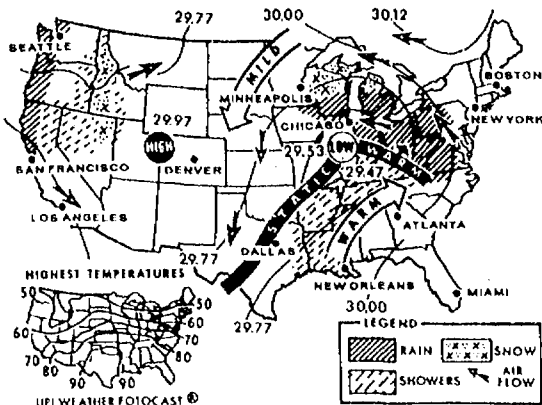 29.77
30.00
30.12
SEATTLE
MILD
BOSTON
MINNEAPOLIS
NEW YORK
29.97
CHICAGO
HIGH
LOW
WARM
SAN FRANCISCO
DENVER
29.53
29.47
STATIC
LOS ANGELES
WARM
ATLANTA
29.77
DALLAS
HIGHEST TEMPERATURES
NEW ORLEANS
MIAMI
50
50
29.77
30.00
60
60
70
70
80
80
90
90
LEGEND
RAIN
SNOW
SHOWERS
AIR FLOW
UPI WEATHER FOTOCAST ®